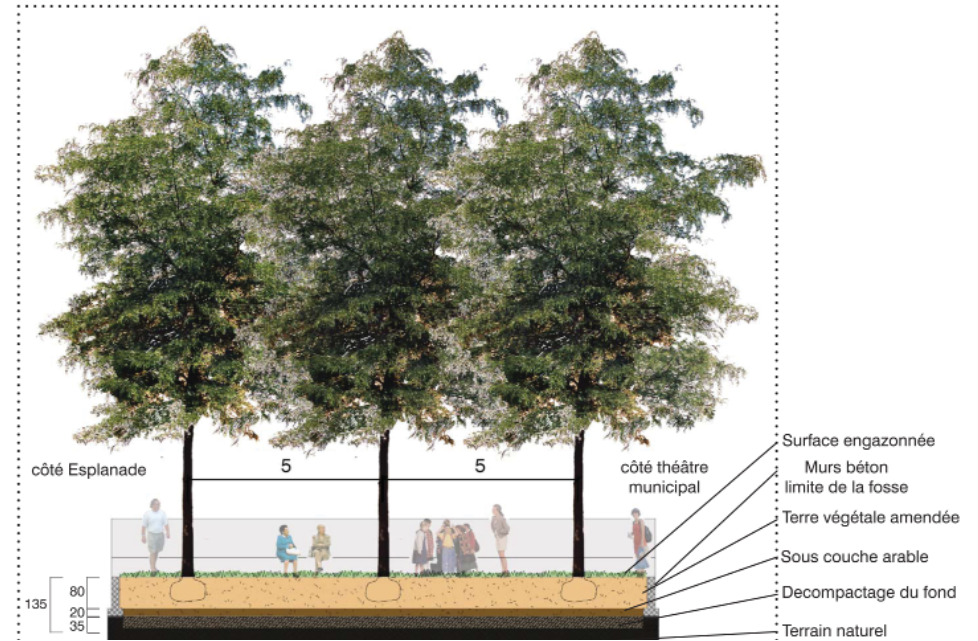 Surface engazonnée
5
5
côté Esplanade
côté théâtre
municipal
Murs béton
limite de la fosse
Terre végétale amendée
Sous couche arable
80
Decompactage du fond
135
20
35
Terrain naturel